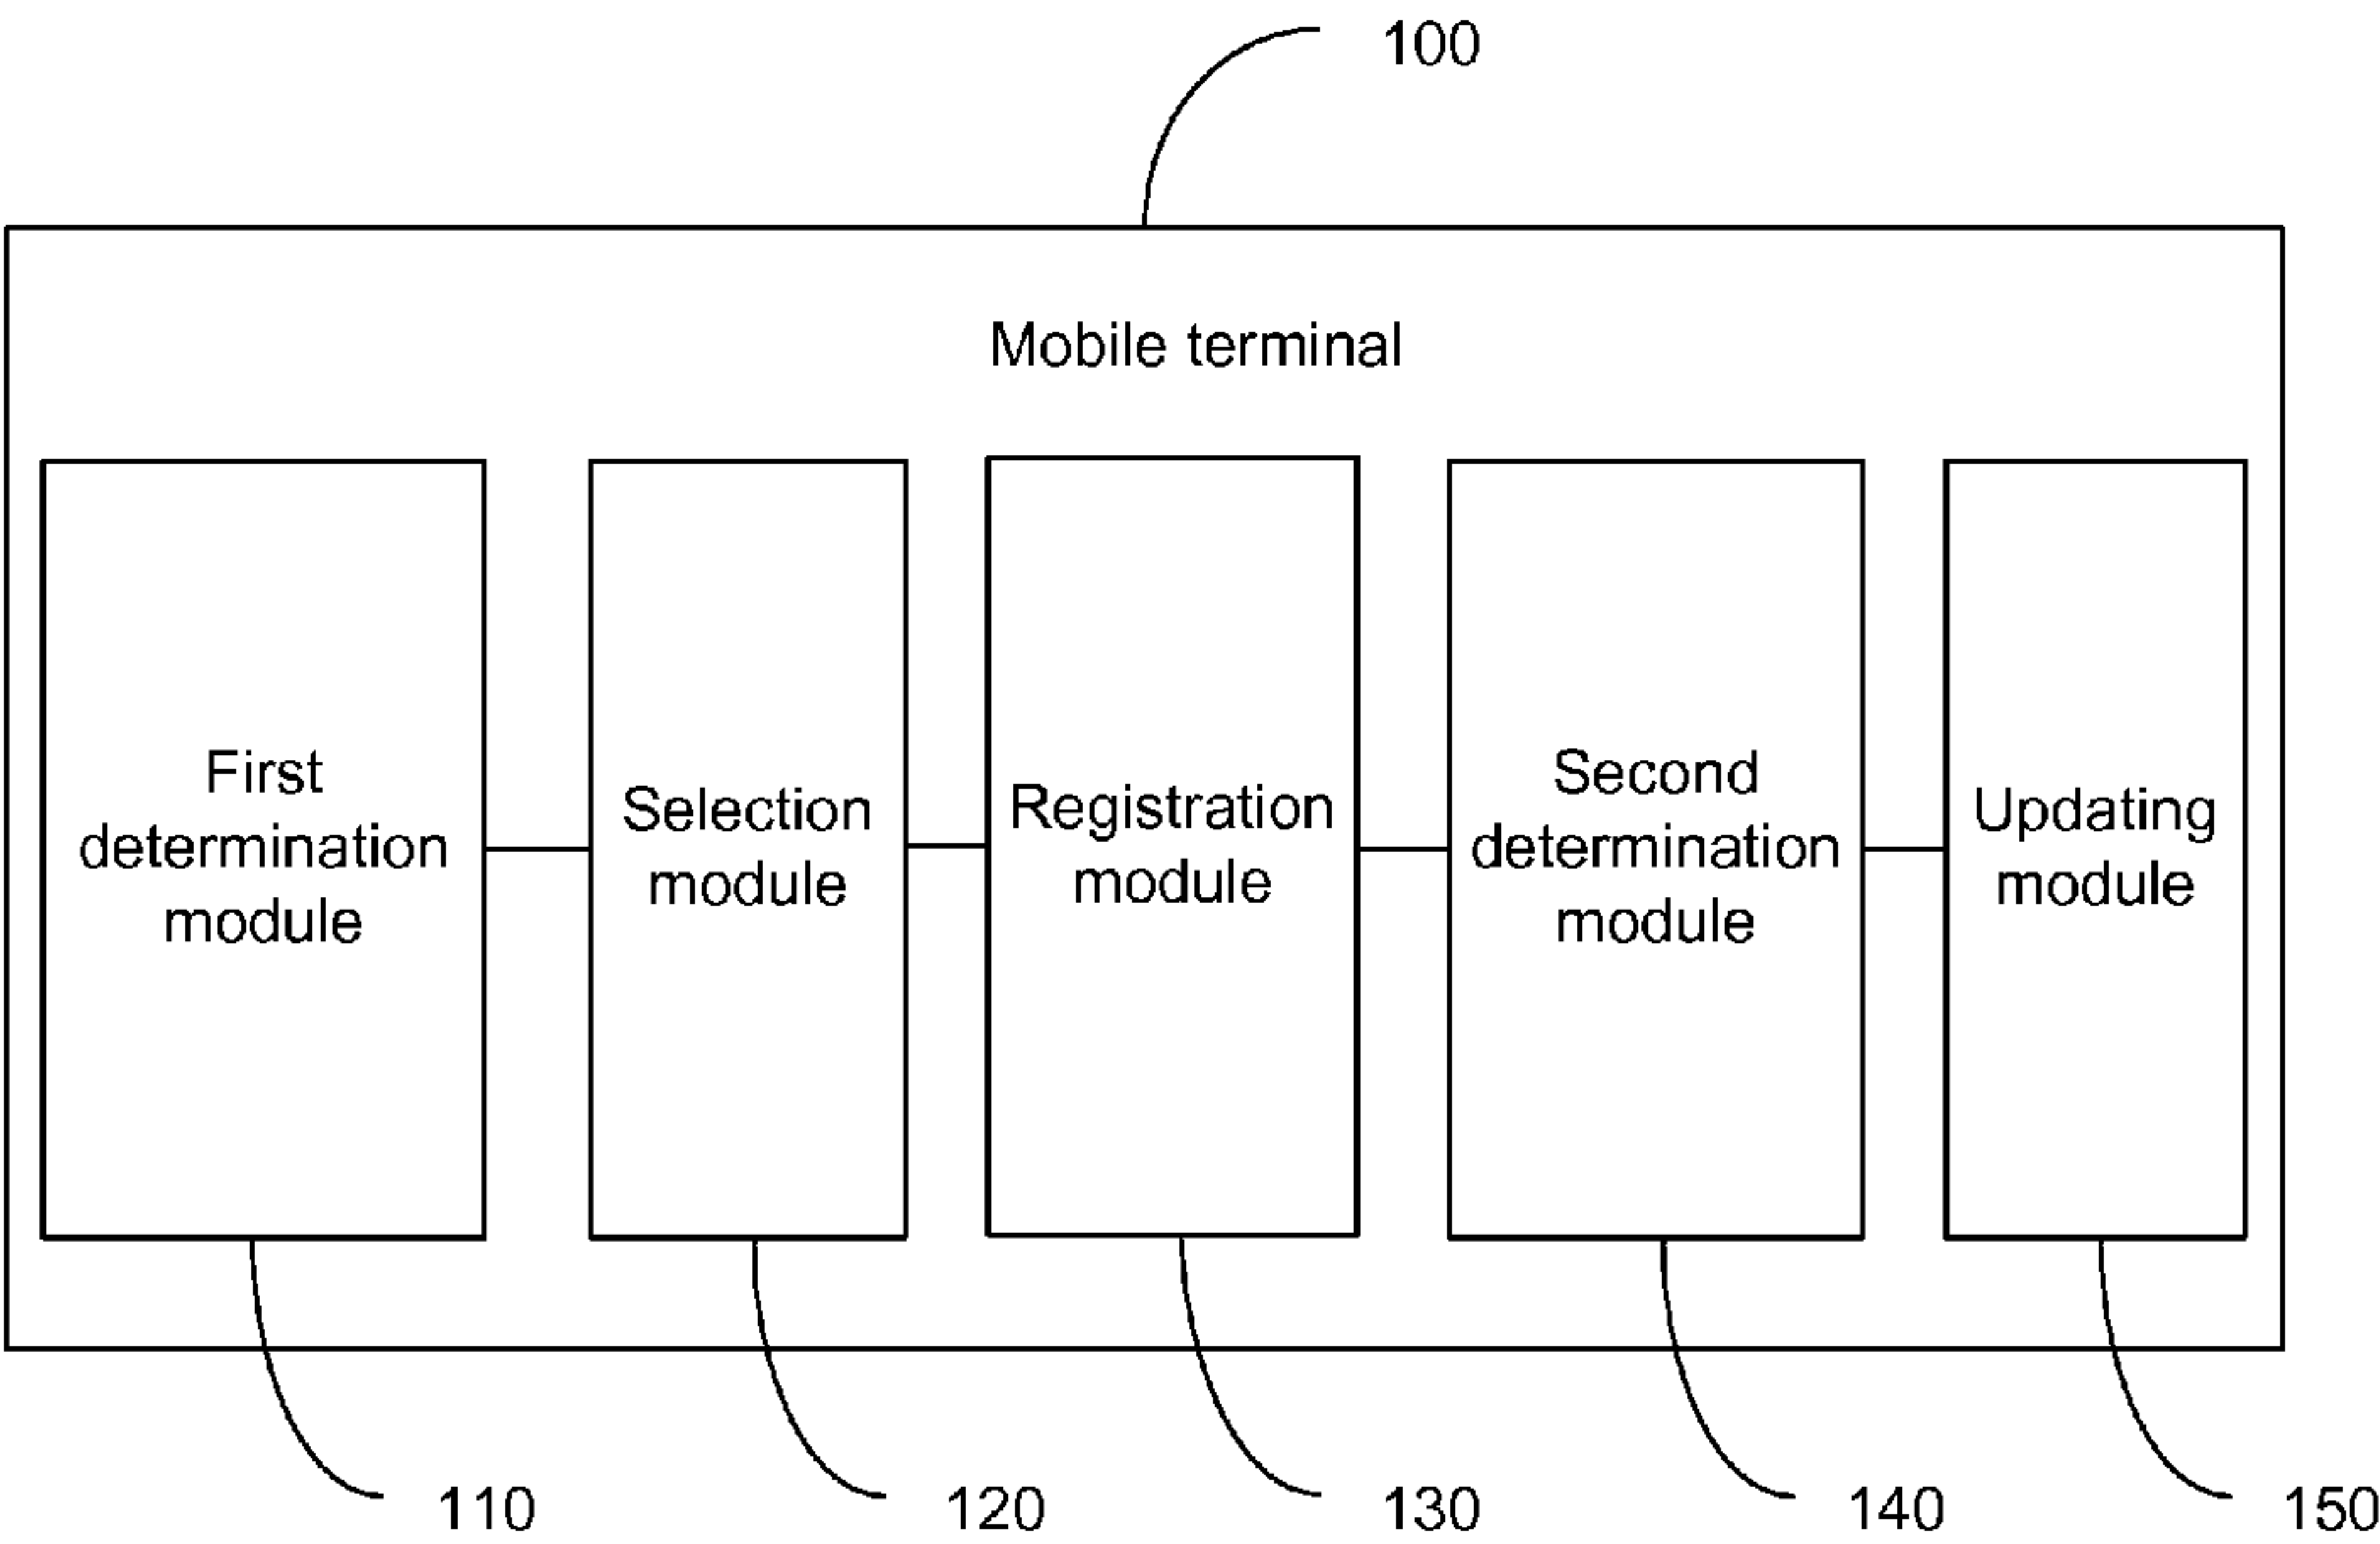 100
Mobile terminal
First
determination
module
Selection
module
Registration
module
Second
determination
module
Updating
module
110
120
130
140
150